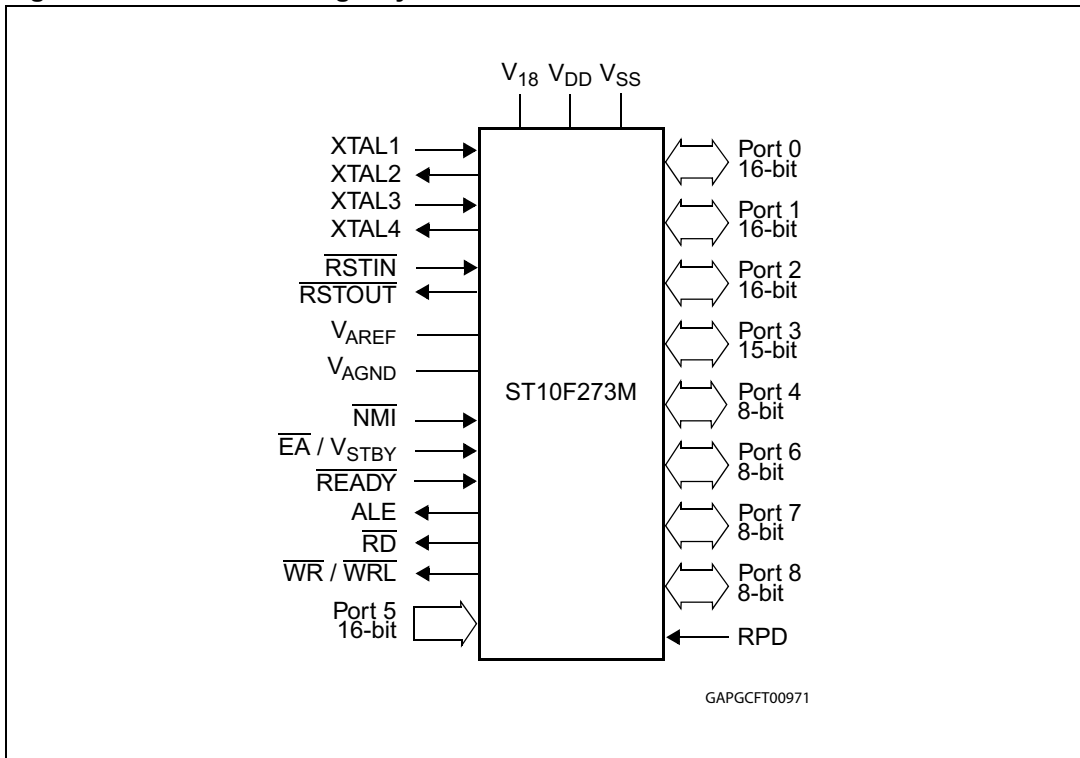 V18 VDD VSS
XTAL1
XTAL2
XTAL3
XTAL4
RSTIN
RSTOUT
VAREF
VAGND
NMI
EA / VSTBY
READY
ALE
RD
WR / WRL
Port 5
16-bit
ST10F273M
Port 0
16-bit
Port 1
16-bit
Port 2
16-bit
Port 3
15-bit
Port 4
8-bit
Port 6
8-bit
Port 7
8-bit
Port 8
8-bit
RPD
GAPGCFT00971